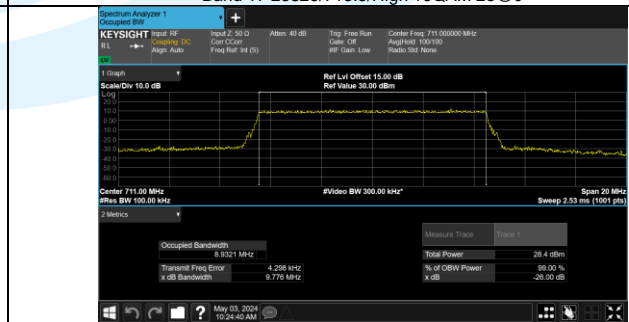 Spectrum Analyzer 1
Occupied BW
KEYSIGHT
RL
Input: RF
Coupling: DC
Align: Auto
Input Z: 50 Ω
Corr CCorr
Freq Ref: Int (S)
Atten: 40 dB
Trig: Free Run
Gate: Off
#IF Gain: Low
Center Freq: 711.000000 MHz
Avg|Hold: 100/100
Radio Std: None
1 Graph
Scale/Div 10.0 dB
Ref Lvl Offset 15.00 dB
Ref Value 30.00 dBm
Log
20.0
10.0
0.00
-10.0
-20.0
-30.0
-40.0
-50.0
-60.0
Center 711.00 MHz
#Res BW 100.00 kHz
#Video BW 300.00 kHz*
Span 20 MHz
Sweep 2.53 ms (1001 pts)
2 Metrics
Measure Trace
Trace 1
Occupied Bandwidth
8.9321 MHz
Total Power
28.4 dBm
Transmit Freq Error
4.298 kHz
% of OBW Power
99.00 %
x dB Bandwidth
9.776 MHz
x dB
-26.00 dB
May 03, 2024
10:24:40 AM